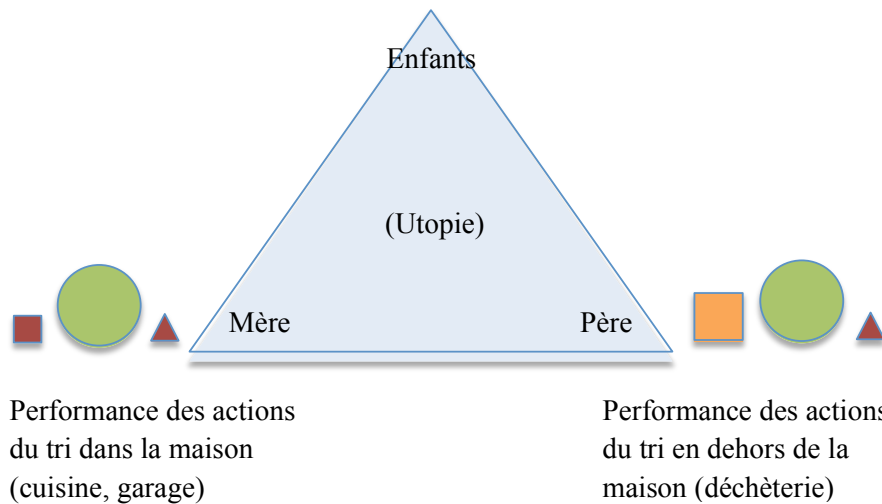 Enfants
(Utopie)
Mère
Père
Performance des actions
du tri dans la maison
(cuisine, garage)
Performance des actions
du tri en dehors de la
maison (déchèterie)